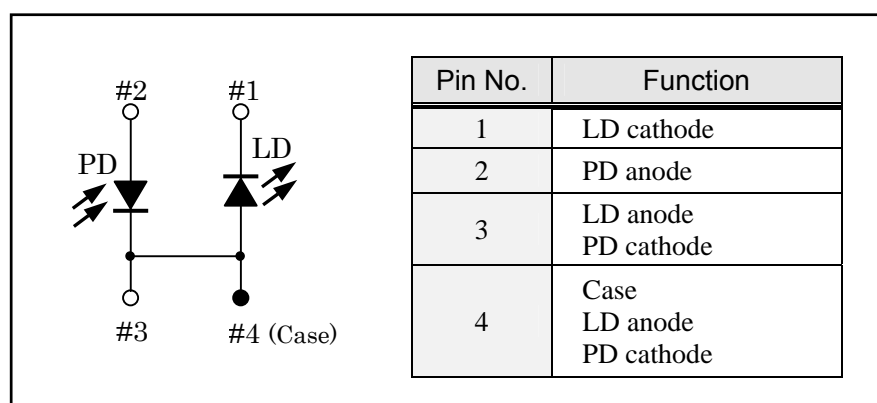 #2
#1
PD
LD
#3
#4 (Case)
Pin No. Function
1 LD cathode
2 PD anode
3 LD anode
PD cathode
4 Case
LD anode
PD cathode